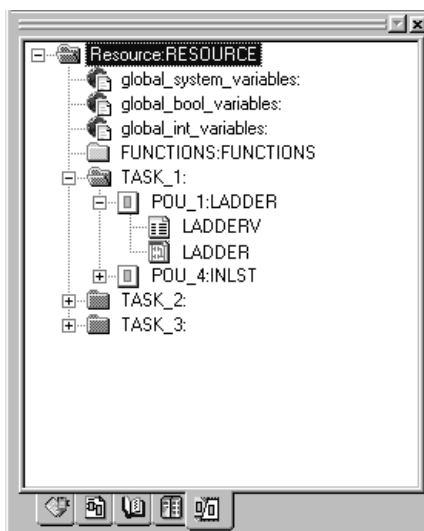 Resource:RESOURCE
global_system_variables:
global_bool_variables:
global_int_variables:
FUNCTIONS:FUNCTIONS
TASK_1:
POU_1:LADDER
LADDERV
LADDER
POU_4:INLST
TASK_2:
TASK_3: